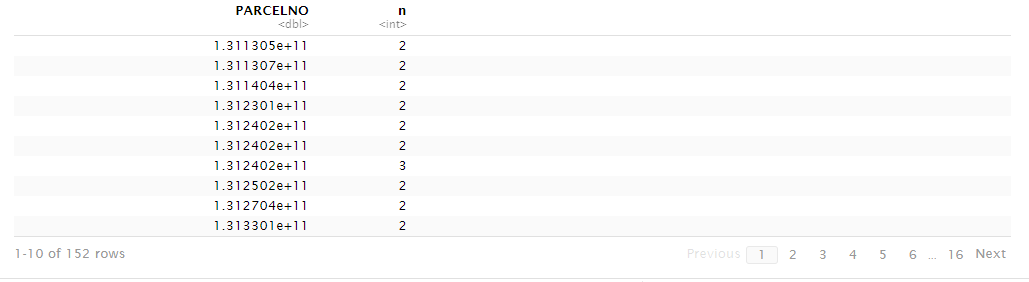 PARCELNO n
<dbl> <int>
1.311305e+11 2
1.311307e+11 2
1.311404e+11 2
1.312301e+11 2
1.312402e+11 2
1.312402e+11 2
1.312402e+11 3
1.312502e+11 2
1.312704e+11 2
1.313301e+11 2
1-10 of 152 rows Previous 1 2 3 4 5 6 ... 16 Next